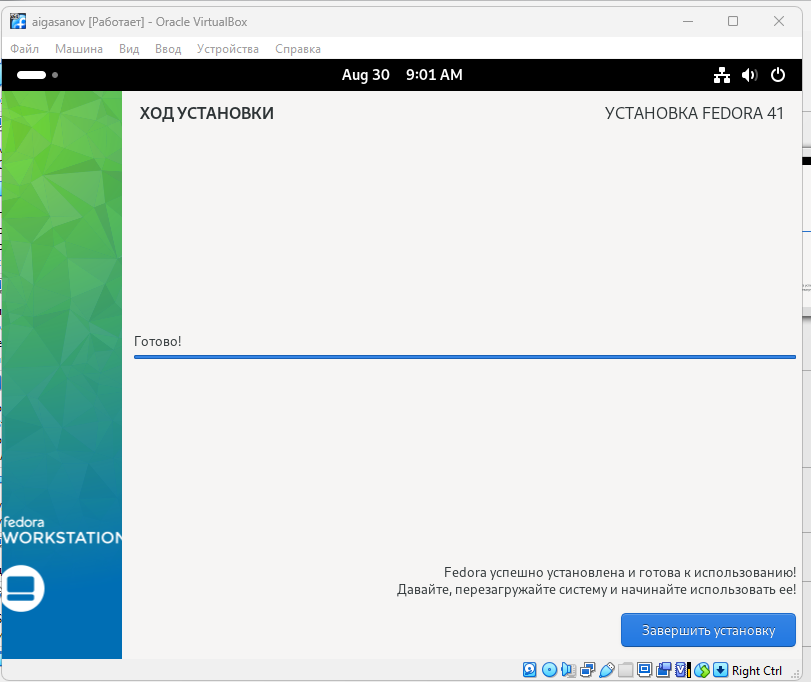 aigasanov [Работает] - Oracle VirtualBox
Файл Машина Вид Ввод Устройства Справка
Aug 30 9:01 AM
ХОД УСТАНОВКИ
УСТАНОВКА FEDORA 41
Готово!
fedora
WORKSTATION
Fedora успешно установлена и готова к использованию!
Давайте, перезагружайте систему и начинайте использовать ее!
Завершить установку
Right Ctrl